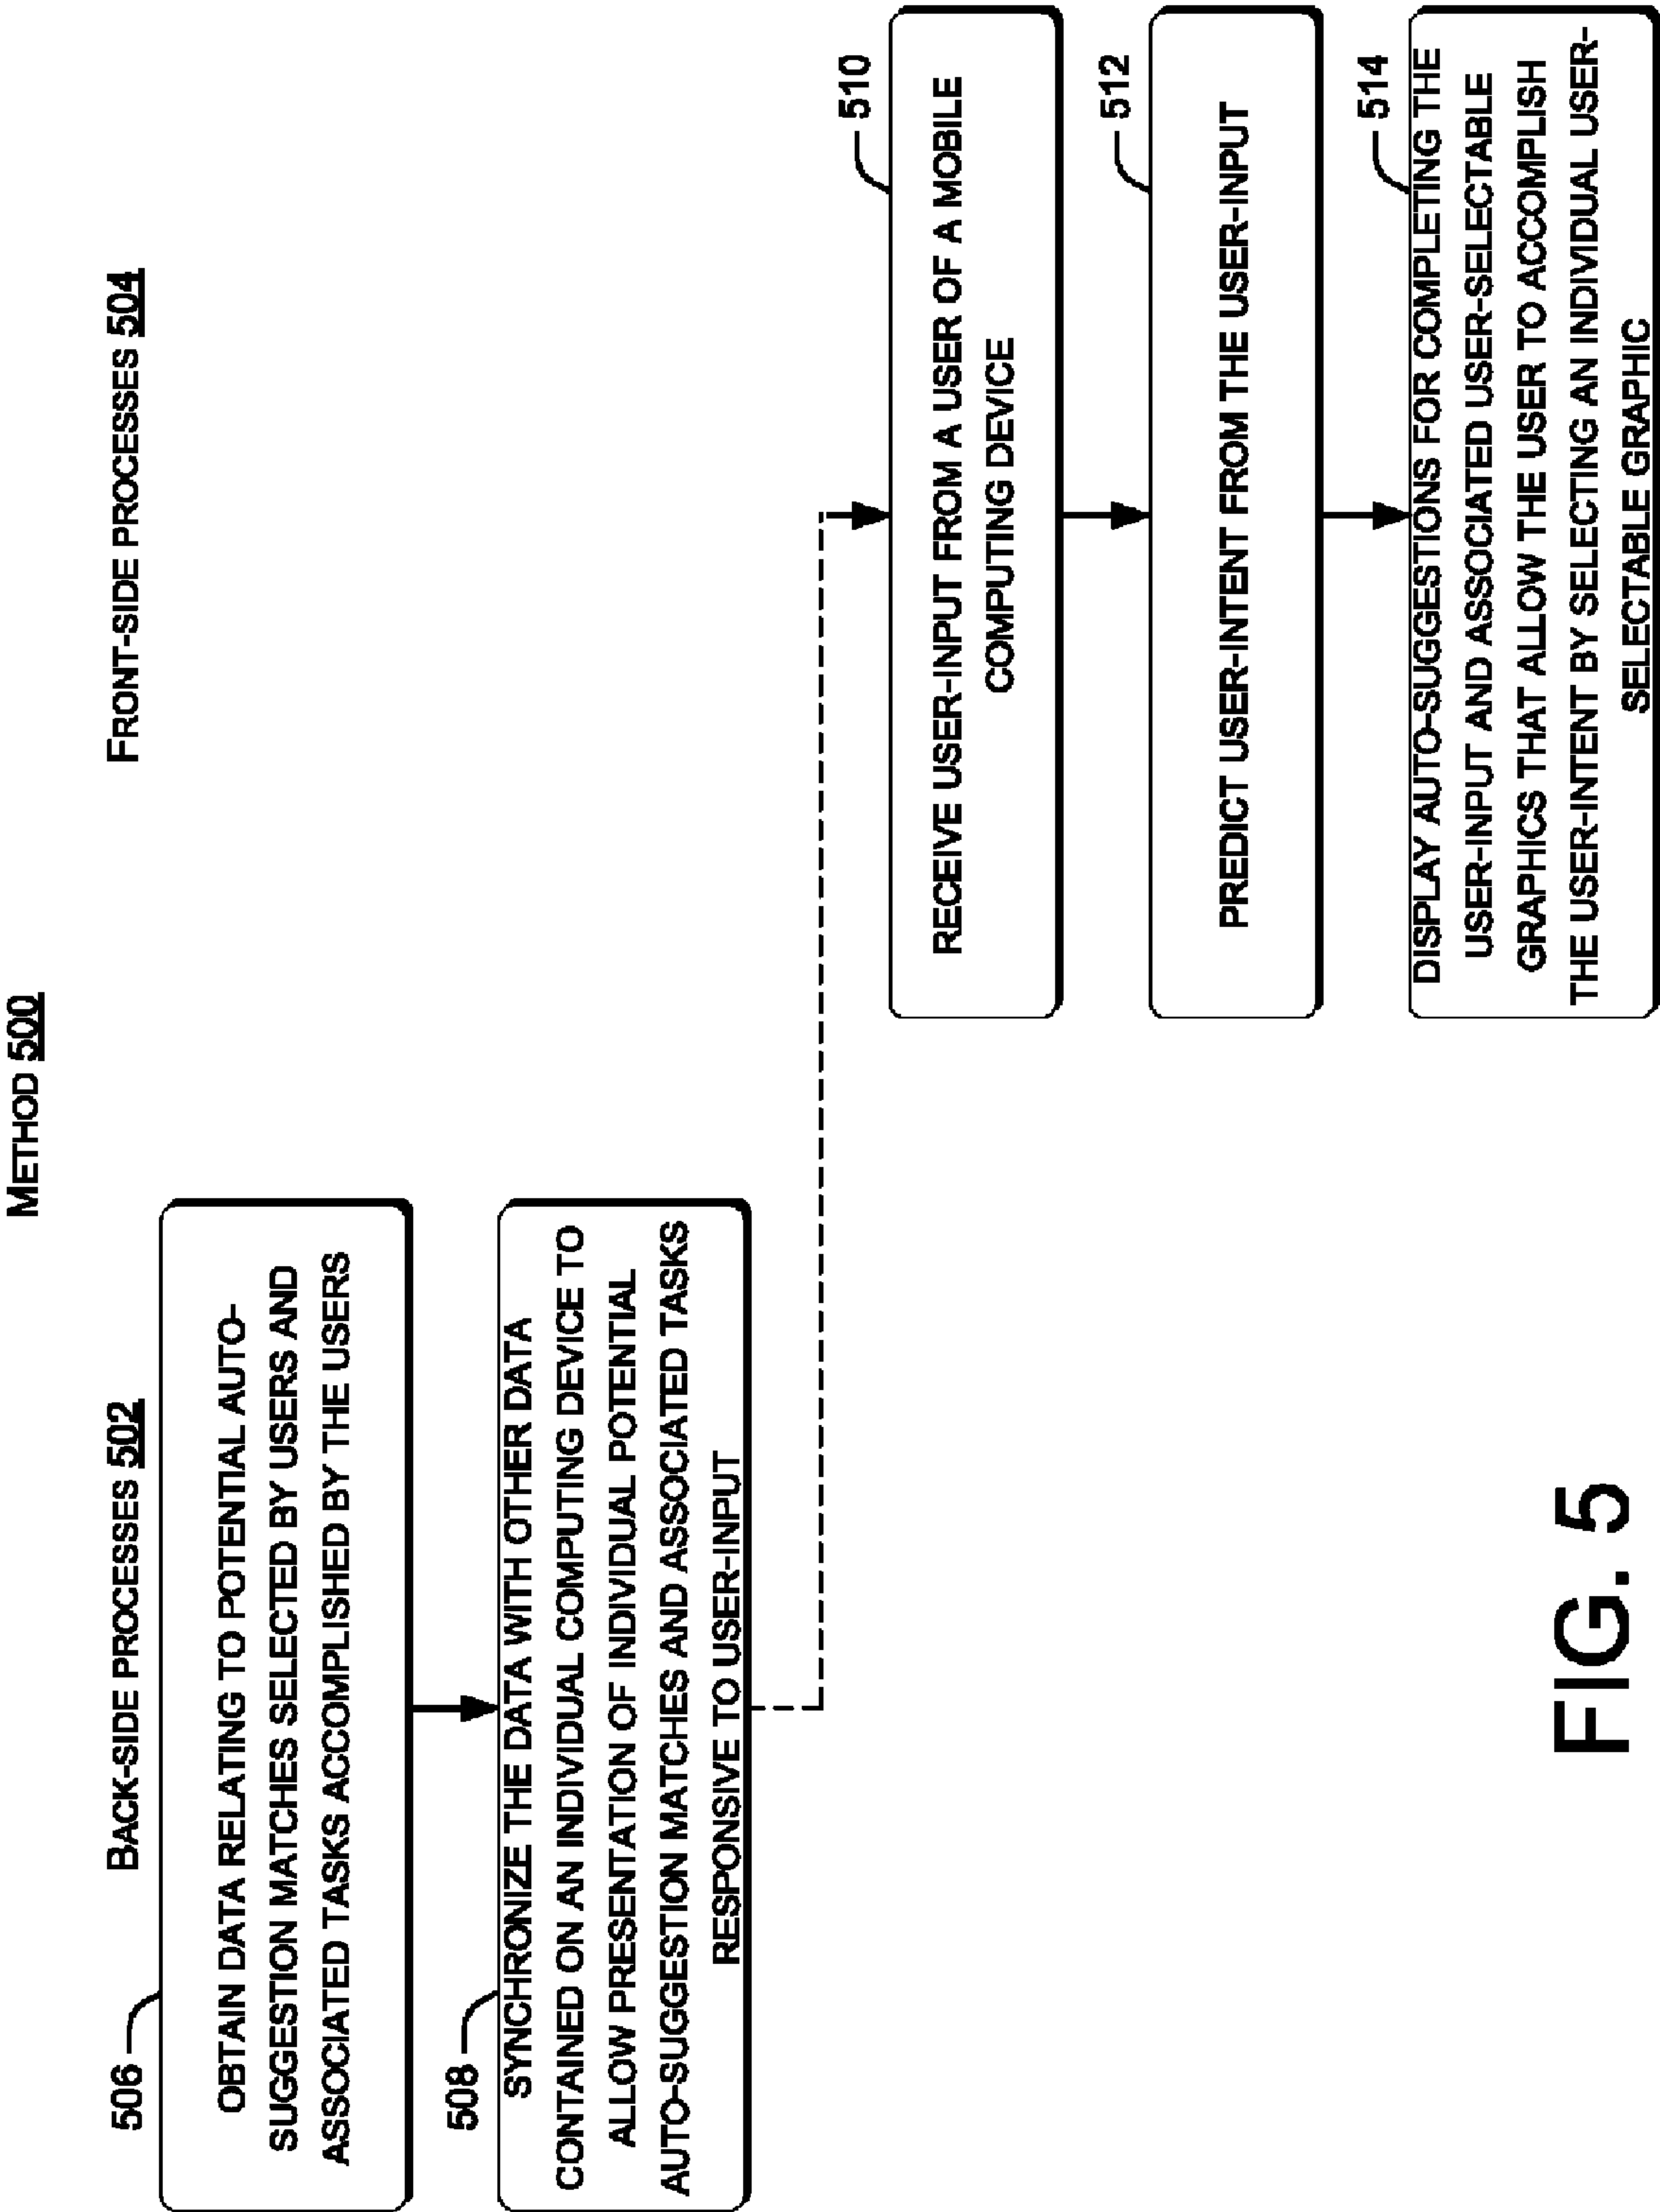 METHOD 500
BACK-SIDE PROCESSES 502
506
OBTAIN DATA RELATING TO POTENTIAL AUTO-
SUGGESTION MATCHES SELECTED BY USERS AND
ASSOCIATED TASKS ACCOMPLISHED BY THE USERS
508
SYNCHRONIZE THE DATA WITH OTHER DATA
CONTAINED ON AN INDIVIDUAL COMPUTING DEVICE TO
ALLOW PRESENTATION OF INDIVIDUAL POTENTIAL
AUTO-SUGGESTION MATCHES AND ASSOCIATED TASKS
RESPONSIVE TO USER-INPUT
FRONT-SIDE PROCESSES 504
510
RECEIVE USER-INPUT FROM A USER OF A MOBILE
COMPUTING DEVICE
512
PREDICT USER-INTENT FROM THE USER-INPUT
514
DISPLAY AUTO-SUGGESTIONS FOR COMPLETING THE
USER-INPUT AND ASSOCIATED USER-SELECTABLE
GRAPHICS THAT ALLOW THE USER TO ACCOMPLISH
THE USER-INTENT BY SELECTING AN INDIVIDUAL USER-
SELECTABLE GRAPHIC
FIG. 5